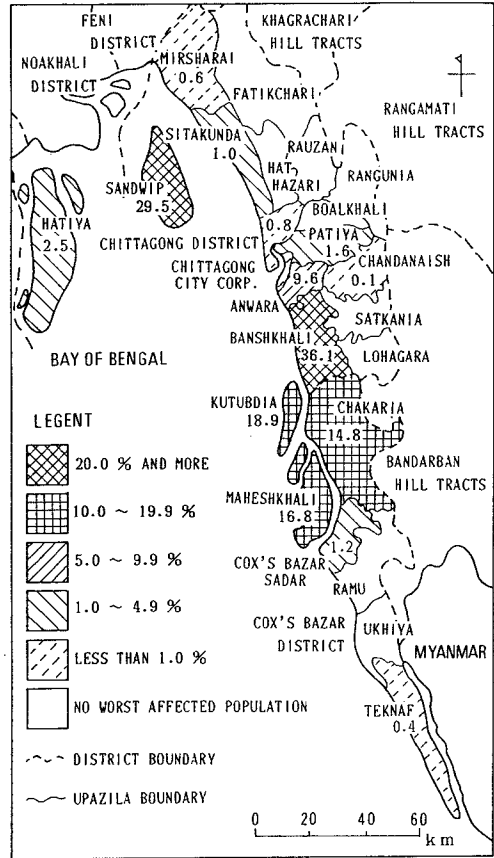 FENI
DISTRICT
KHAGRACHARI
HILL TRACTS
NOAKHALI
DISTRICT
MIRSHARAI
0.6
FATIKCHARI
RANGAMATI
HILL TRACTS
SITAKUNDA
1.0
RAUZAN
HAT
HAZARI
RANGUNIA
SANDWIP
29.5
HATIYA
2.5
BOALKHALI
0.8
PATIYA
1.6
CHITTAGONG DISTRICT
CHITTAGONG
CITY CORP.
CHANDANAISH
0.1
9.6
ANWARA
SATKANIA
BANSHKHALI
36.1
LOHAGARA
BAY OF BENGAL
KUTUBDIA
18.9
CHAKARIA
14.8
BANDARBAN
HILL TRACTS
MAHESHKHALI
16.8
1.2
COX'S BAZAR
SADAR
RAMU
COX'S BAZAR
DISTRICT
UKHIYA
MYANMAR
TEKNAF
0.4
LEGENT
20.0 % AND MORE
10.0 ~ 19.9 %
5.0 ~ 9.9 %
1.0 ~ 4.9 %
LESS THAN 1.0 %
NO WORST AFFECTED POPULATION
DISTRICT BOUNDARY
UPAZILA BOUNDARY
0 20 40 60
km